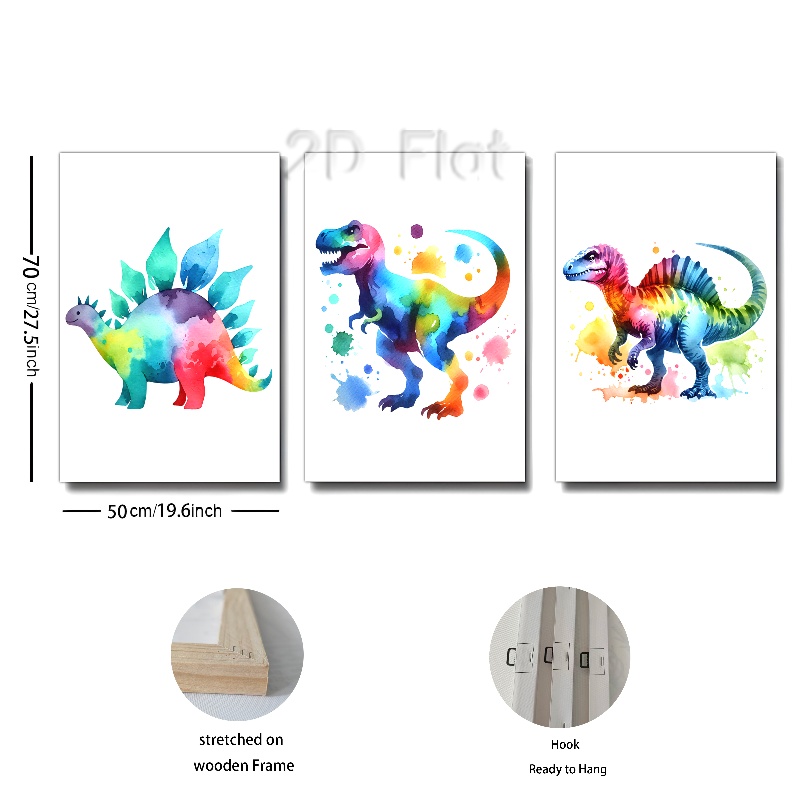 2D Flat
70 cm/27.5inch
50 cm/19.6inch
stretched on
wooden Frame
Hook
Ready to Hang